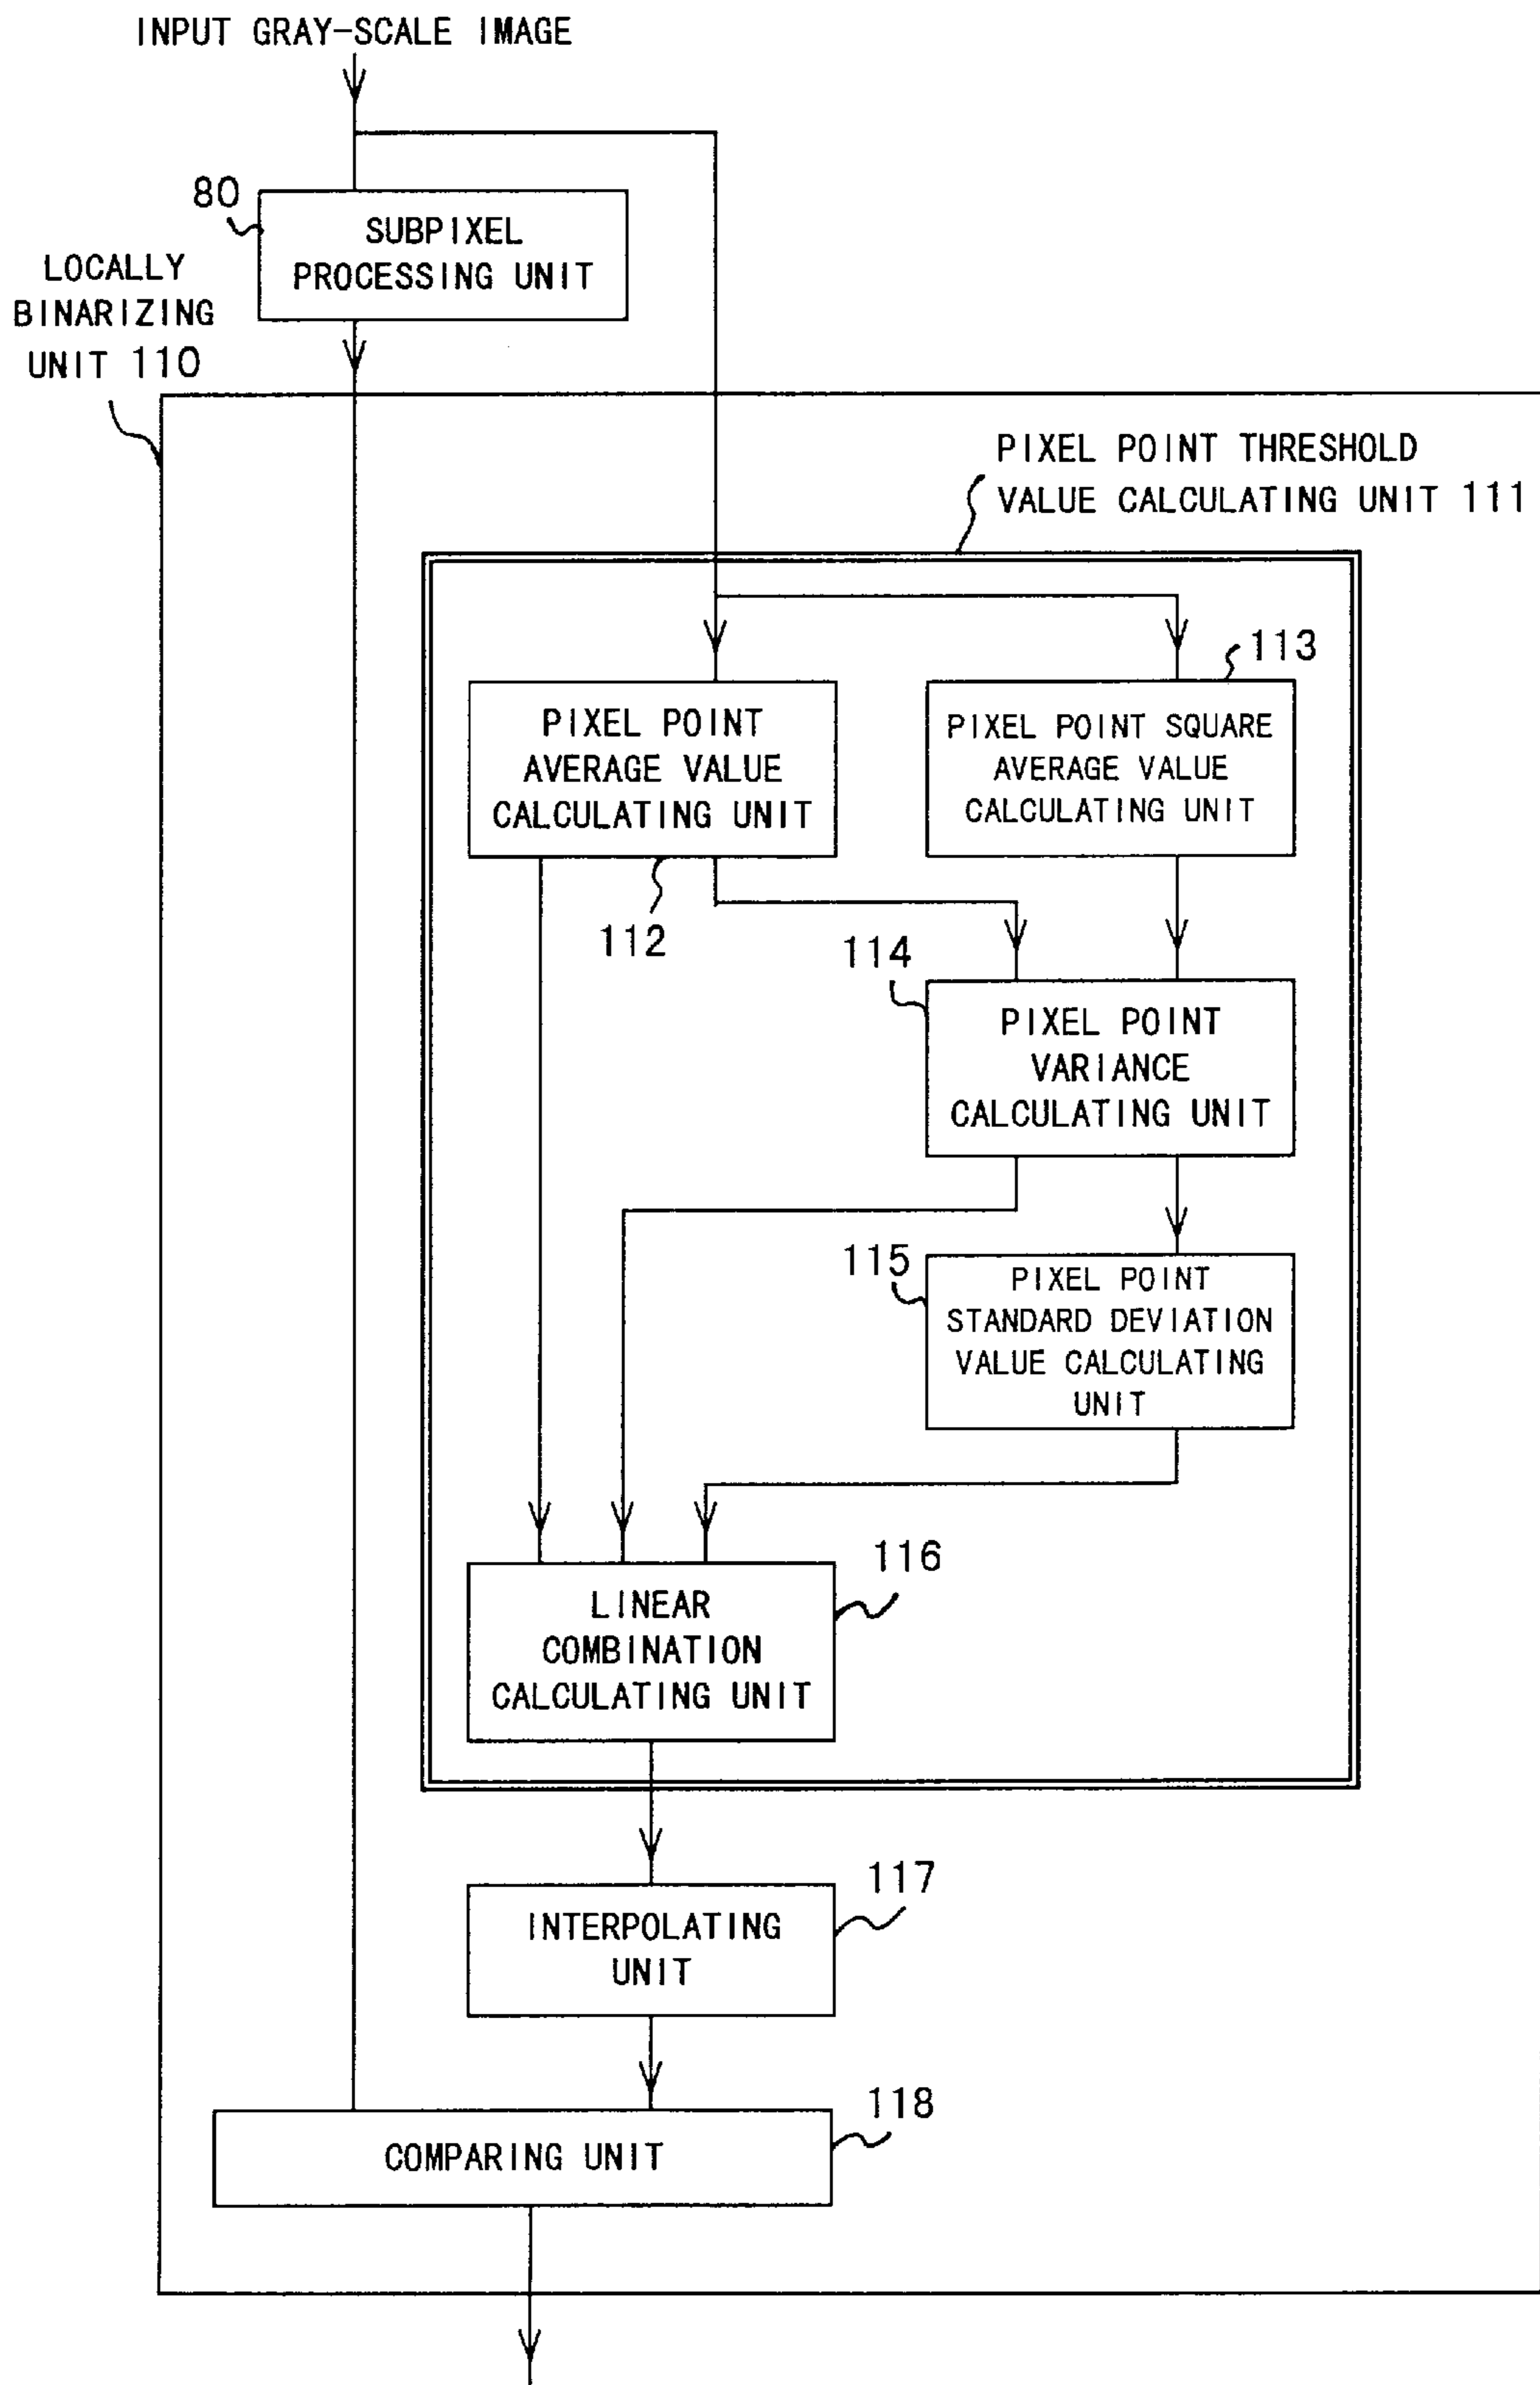 INPUT GRAY-SCALE IMAGE
80
SUBPIXEL
PROCESSING UNIT
LOCALLY
BINARIZING
UNIT 110
PIXEL POINT THRESHOLD
VALUE CALCULATING UNIT 111
113
PIXEL POINT
AVERAGE VALUE
CALCULATING UNIT
PIXEL POINT SQUARE
AVERAGE VALUE
CALCULATING UNIT
112
114
PIXEL POINT
VARIANCE
CALCULATING UNIT
115
PIXEL POINT
STANDARD DEVIATION
VALUE CALCULATING
UNIT
116
LINEAR
COMBINATION
CALCULATING UNIT
117
INTERPOLATING
UNIT
118
COMPARING UNIT